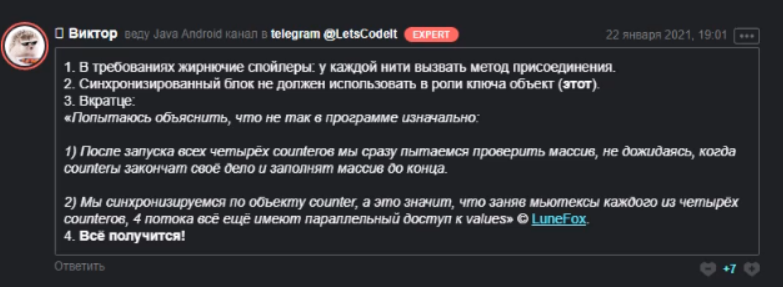 Виктор веду Java Android канал в telegram @LetsCodeIt EXPERT 22 января 2021, 19:01
1. В требованиях жирнючие спойлеры: у каждой нити вызвать метод присоединения.
2. Синхронизированный блок не должен использовать в роли ключа объект (этот).
3. Вкратце:
«Попытаюсь объяснить, что не так в программе изначально:
1) После запуска всех четырёх counterов мы сразу пытаемся проверить массив, не дожидаясь, когда
counterы закончат своё дело и заполнят массив до конца.
2) Мы синхронизируемся по объекту counter, а это значит, что заняв мьютексы каждого из четырёх
counterов, 4 потока всё ещё имеют параллельный доступ к values» © LuneFox.
4. Всё получится!
Ответить +7